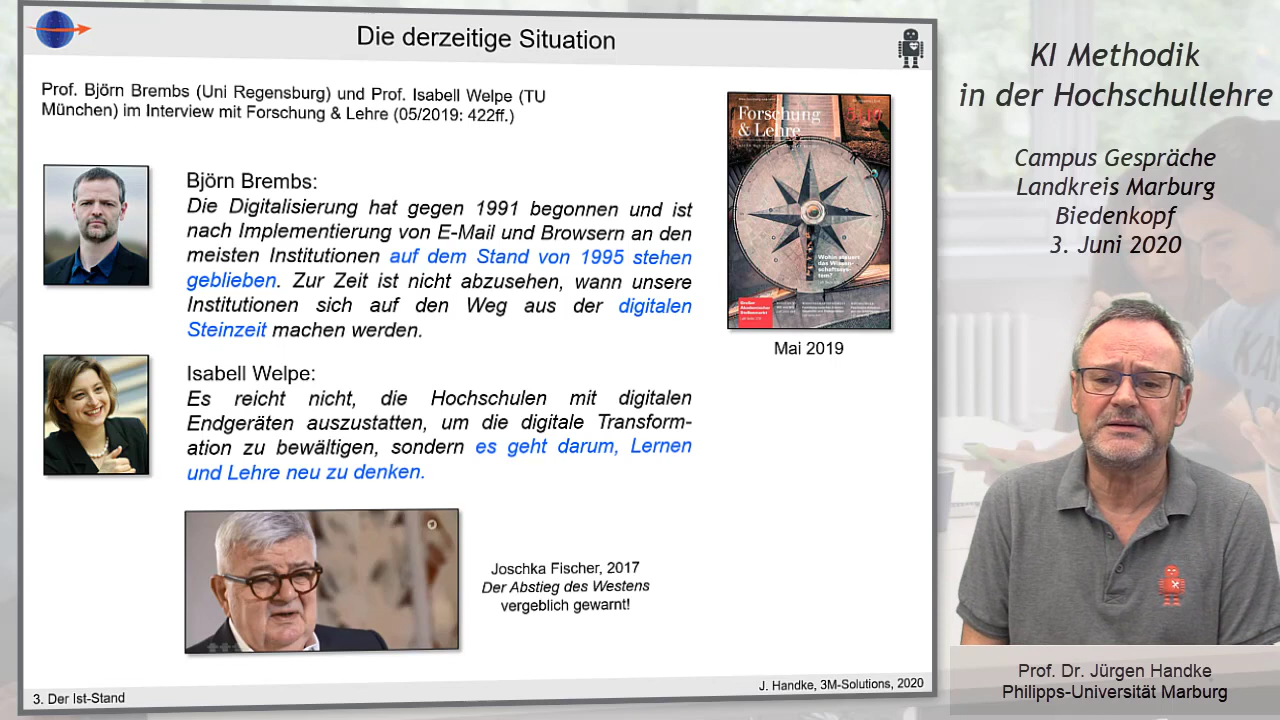 Die derzeitige Situation
Prof. Björn Brembs (Uni Regensburg) und Prof. Isabell Welpe (TU
München) im Interview mit Forschung & Lehre (05/2019: 422ff.)
Björn Brembs:
Die Digitalisierung hat gegen 1991 begonnen und ist
nach Implementierung von E-Mail und Browsern an den
meisten Institutionen auf dem Stand von 1995 stehen
geblieben. Zur Zeit ist nicht abzusehen, wann unsere
Institutionen sich auf den Weg aus der digitalen
Steinzeit machen werden.
Isabell Welpe:
Es reicht nicht, die Hochschulen mit digitalen
Endgeräten auszustatten, um die digitale Transform-
ation zu bewältigen, sondern es geht darum, Lernen
und Lehre neu zu denken.
Joschka Fischer, 2017
Der Abstieg des Westens
vergeblich gewarnt!
Forschung
& Lehre
Wohin steuert
das Wissen-
schaftssys-
tem?
Mai 2019
3. Der Ist-Stand
J. Handke, 3M-Solutions, 2020
KI Methodik
in der Hochschullehre
Campus Gespräche
Landkreis Marburg
Biedenkopf
3. Juni 2020
Prof. Dr. Jürgen Handke
Philipps-Universität Marburg